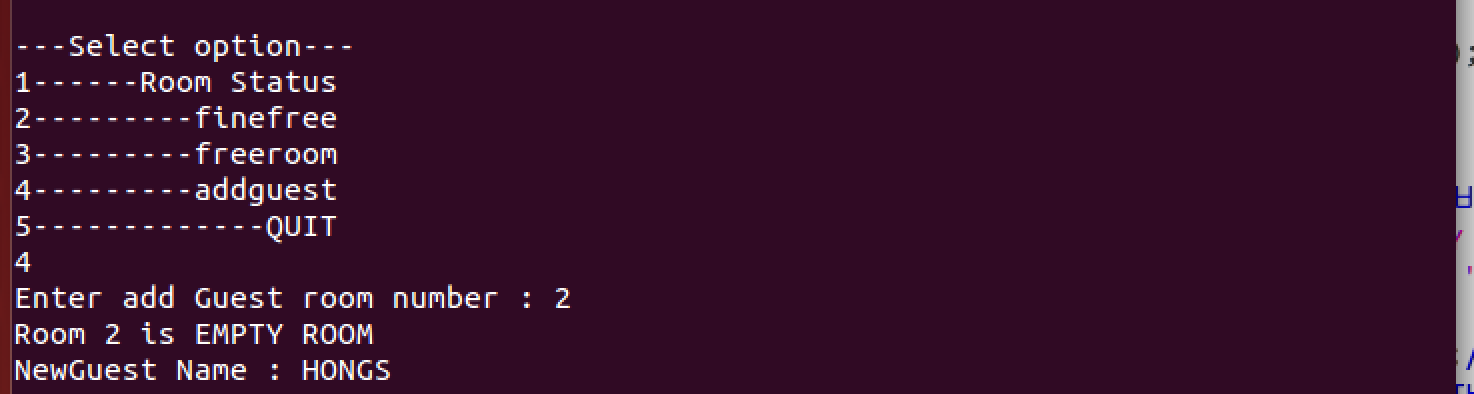 ---Select option---
1------Room Status
2---------finefree
3---------freeroom
4---------addguest
5-------------QUIT
4
Enter add Guest room number : 2
Room 2 is EMPTY ROOM
NewGuest Name : HONGS